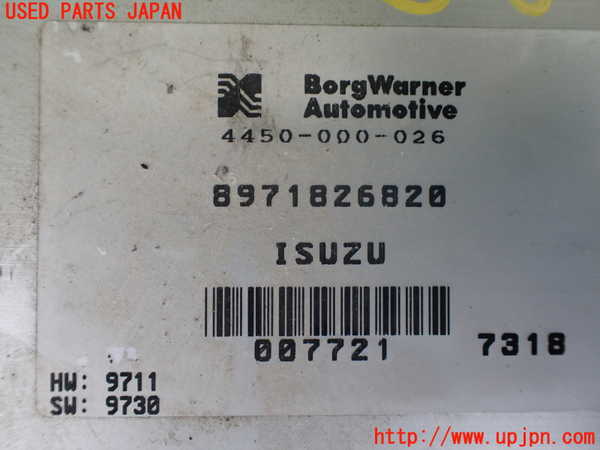 USED PARTS JAPAN
BorgWarner
Automotive
4450-000-026
8971826820
ISUZU
007721
7318
HW: 9711
SW: 9730
http://www.upjpn.com/